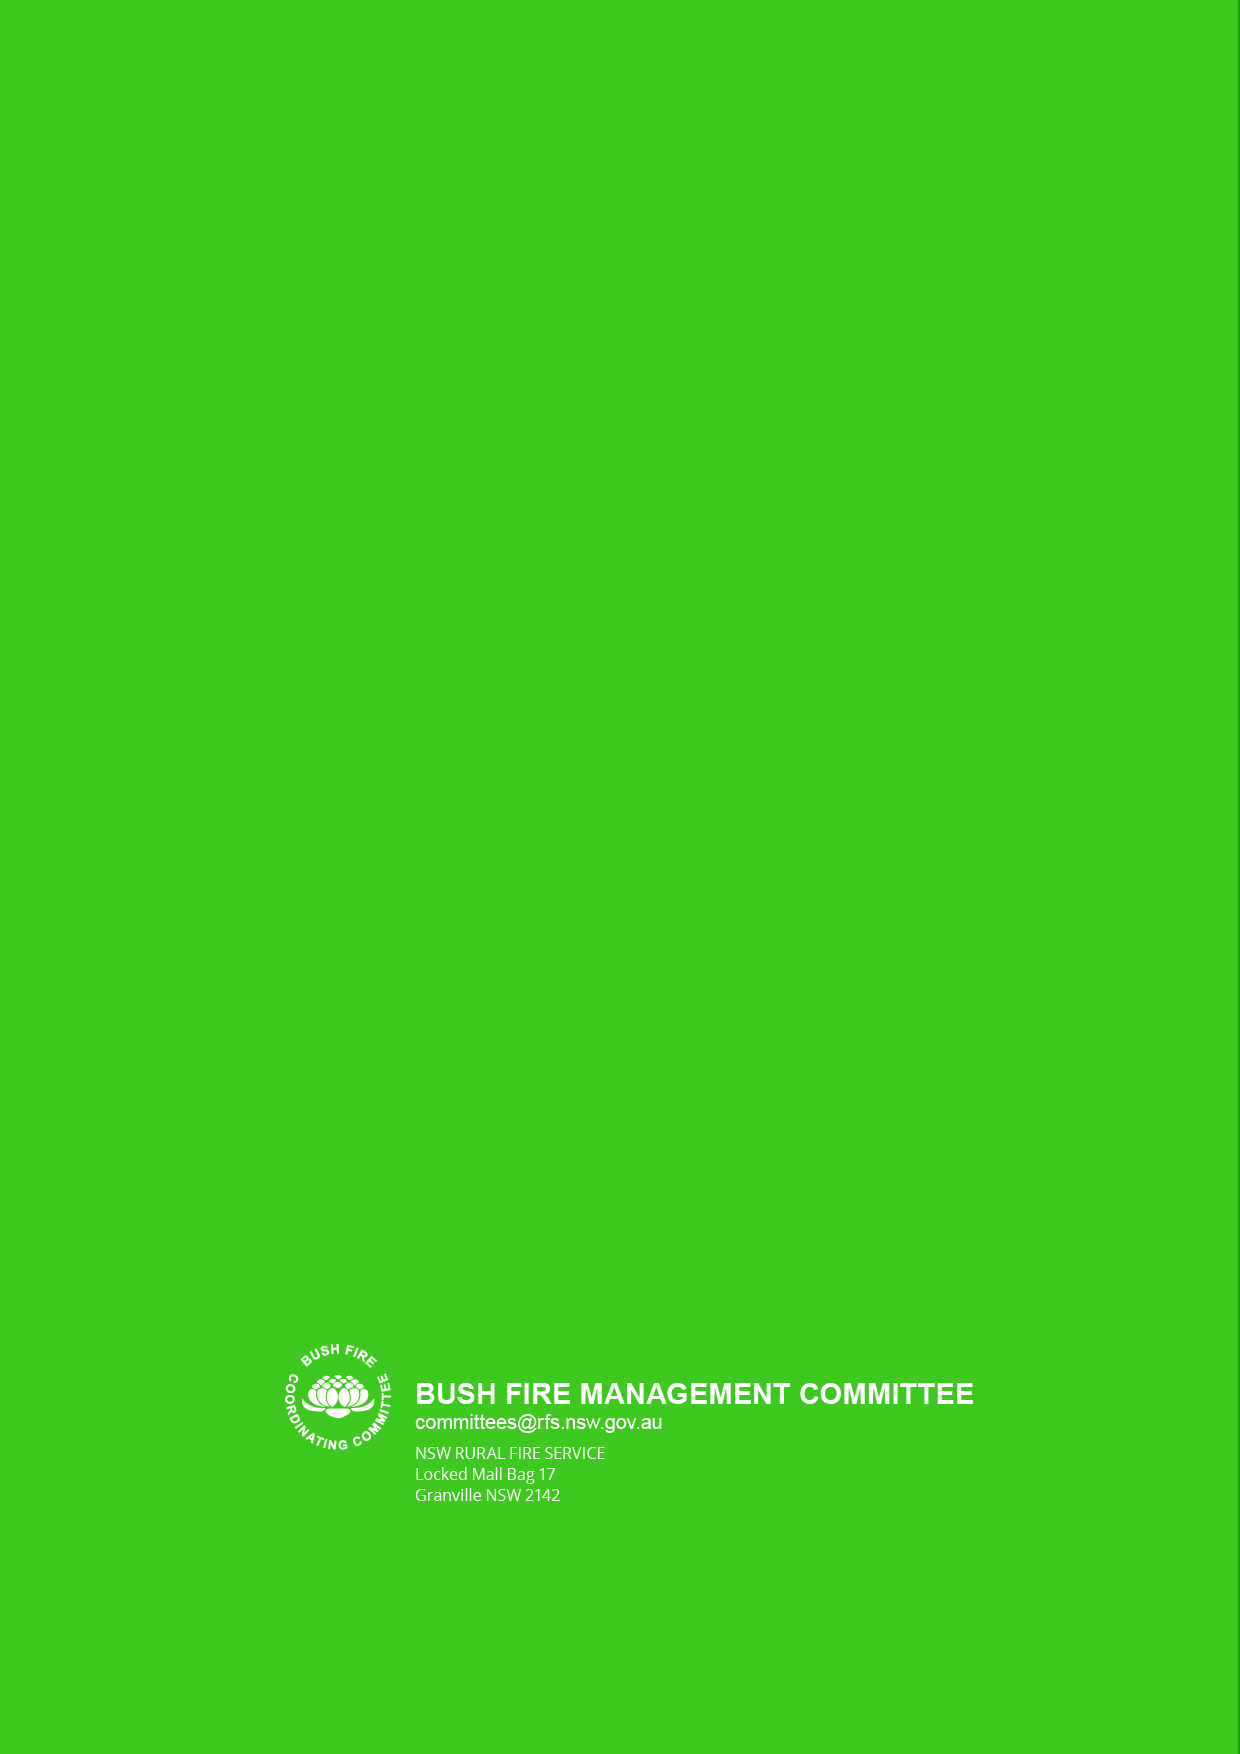 BUSH FIRE
COORDINATING COMMITTEE
BUSH FIRE MANAGEMENT COMMITTEE
committees@rfs.nsw.gov.au
NSW RURAL FIRE SERVICE
Locked Mall Bag 17
Granville NSW 2142